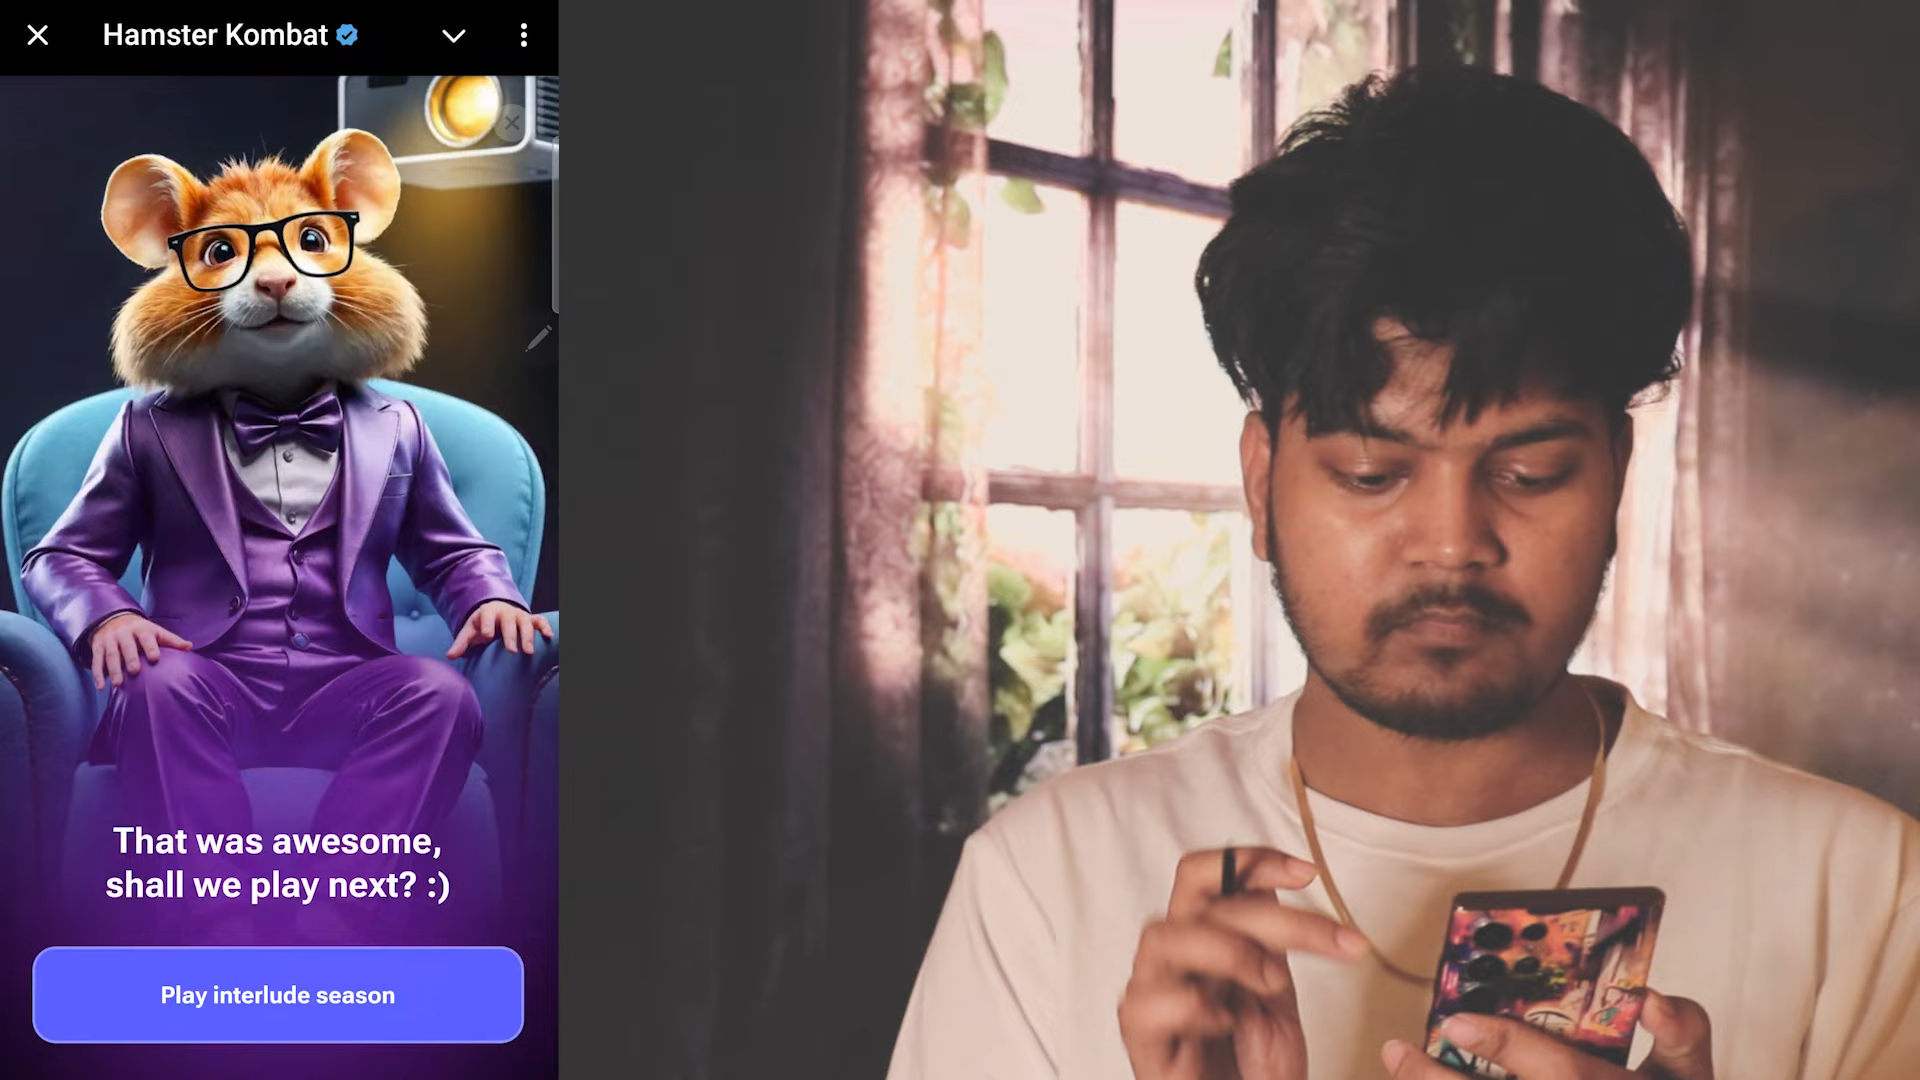 Hamster Kombat
That was awesome,
shall we play next? :)
Play interlude season